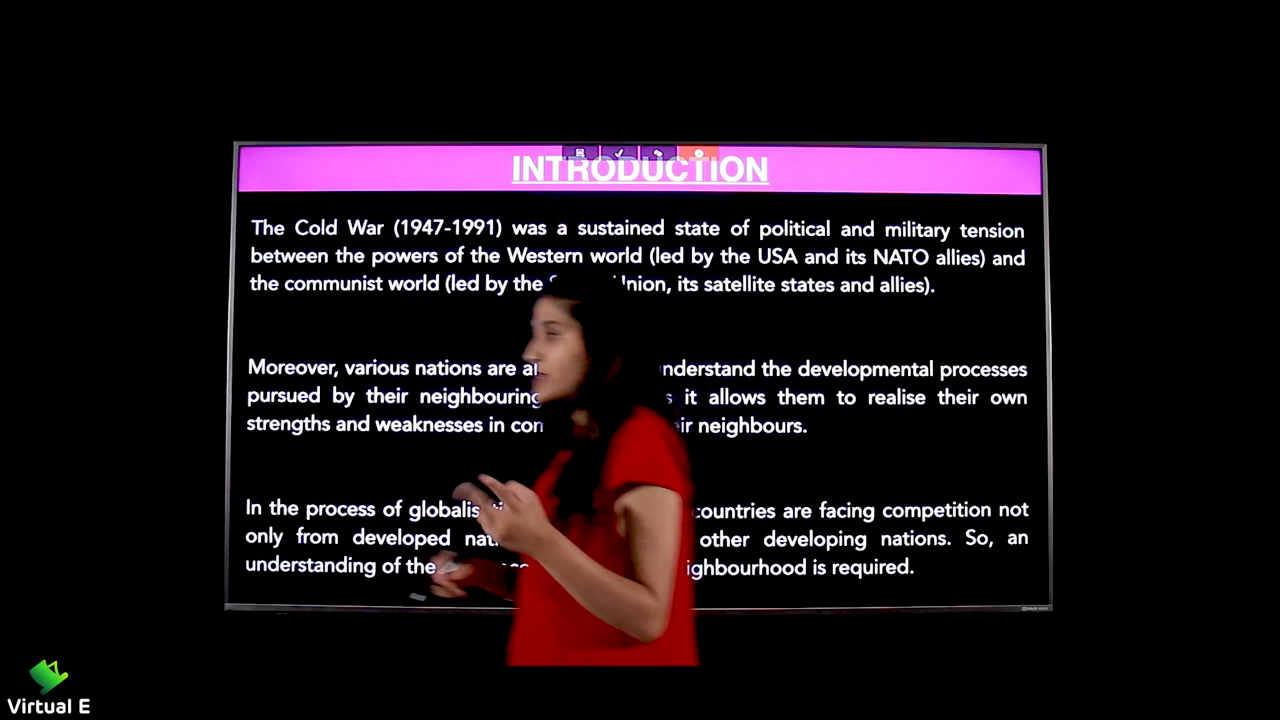 INTRODUCTION
The Cold War (1947-1991) was a sustained state of political and military tension
between the powers of the Western world (led by the USA and its NATO allies) and
the communist world (led by the Union, its satellite states and allies).
Moreover, various nations are the developmental processes
pursued by their neighbouring it allows them to realise their own
strengths and weaknesses in neighbours.
In the process of countries are facing competition not
only from developed other developing nations. So, an
understanding of the is required.
Virtual E